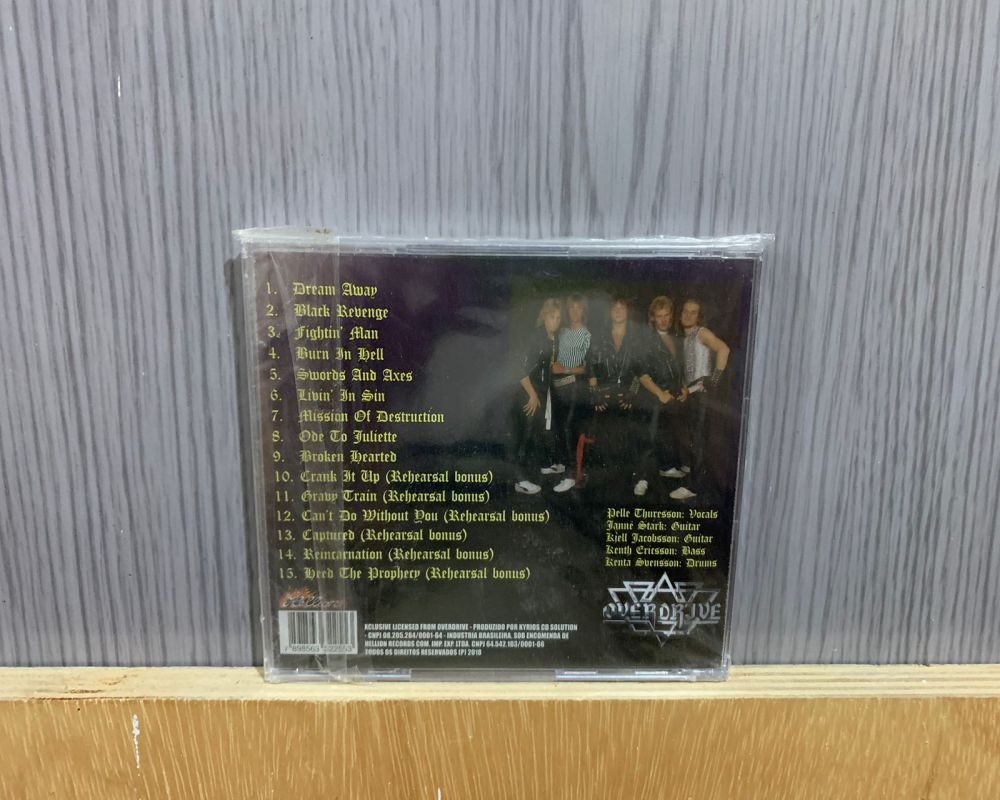 1. Dream Away
2. Black Revenge
3. Fightin' Man
4. Burn In Hell
5. Swords And Axes
6. Livin' In Sin
7. Mission Of Destruction
8. Ode To Juliette
9. Broken Hearted
10. Crank It Up (Rehearsal bonus)
11. Gravy Train (Rehearsal bonus)
12. Can't Do Without You (Rehearsal bonus)
13. Captured (Rehearsal bonus)
14. Reincarnation (Rehearsal bonus)
15. Heed The Prophecy (Rehearsal bonus)
Pelle Thuresson: Vocals
Janne Stark: Guitar
Kjell Jacobsson: Guitar
Kenth Ericsson: Bass
Kenta Svensson: Drums
OVERDRIVE
XCLUSIVE LICENSED FROM OVERDRIVE - PRODUZIDO POR KYRIOS CD SOLUTION
- CNPJ 08.205.284/0001-64 - INDUSTRIA BRASILEIRA, SOB ENCOMENDA DE
HELLION RECORDS COM. IMP EXP. LTDA. CNPJ 64.542.193/0001-66
TODOS OS DIREITOS RESERVADOS (P) 2018
7 898563